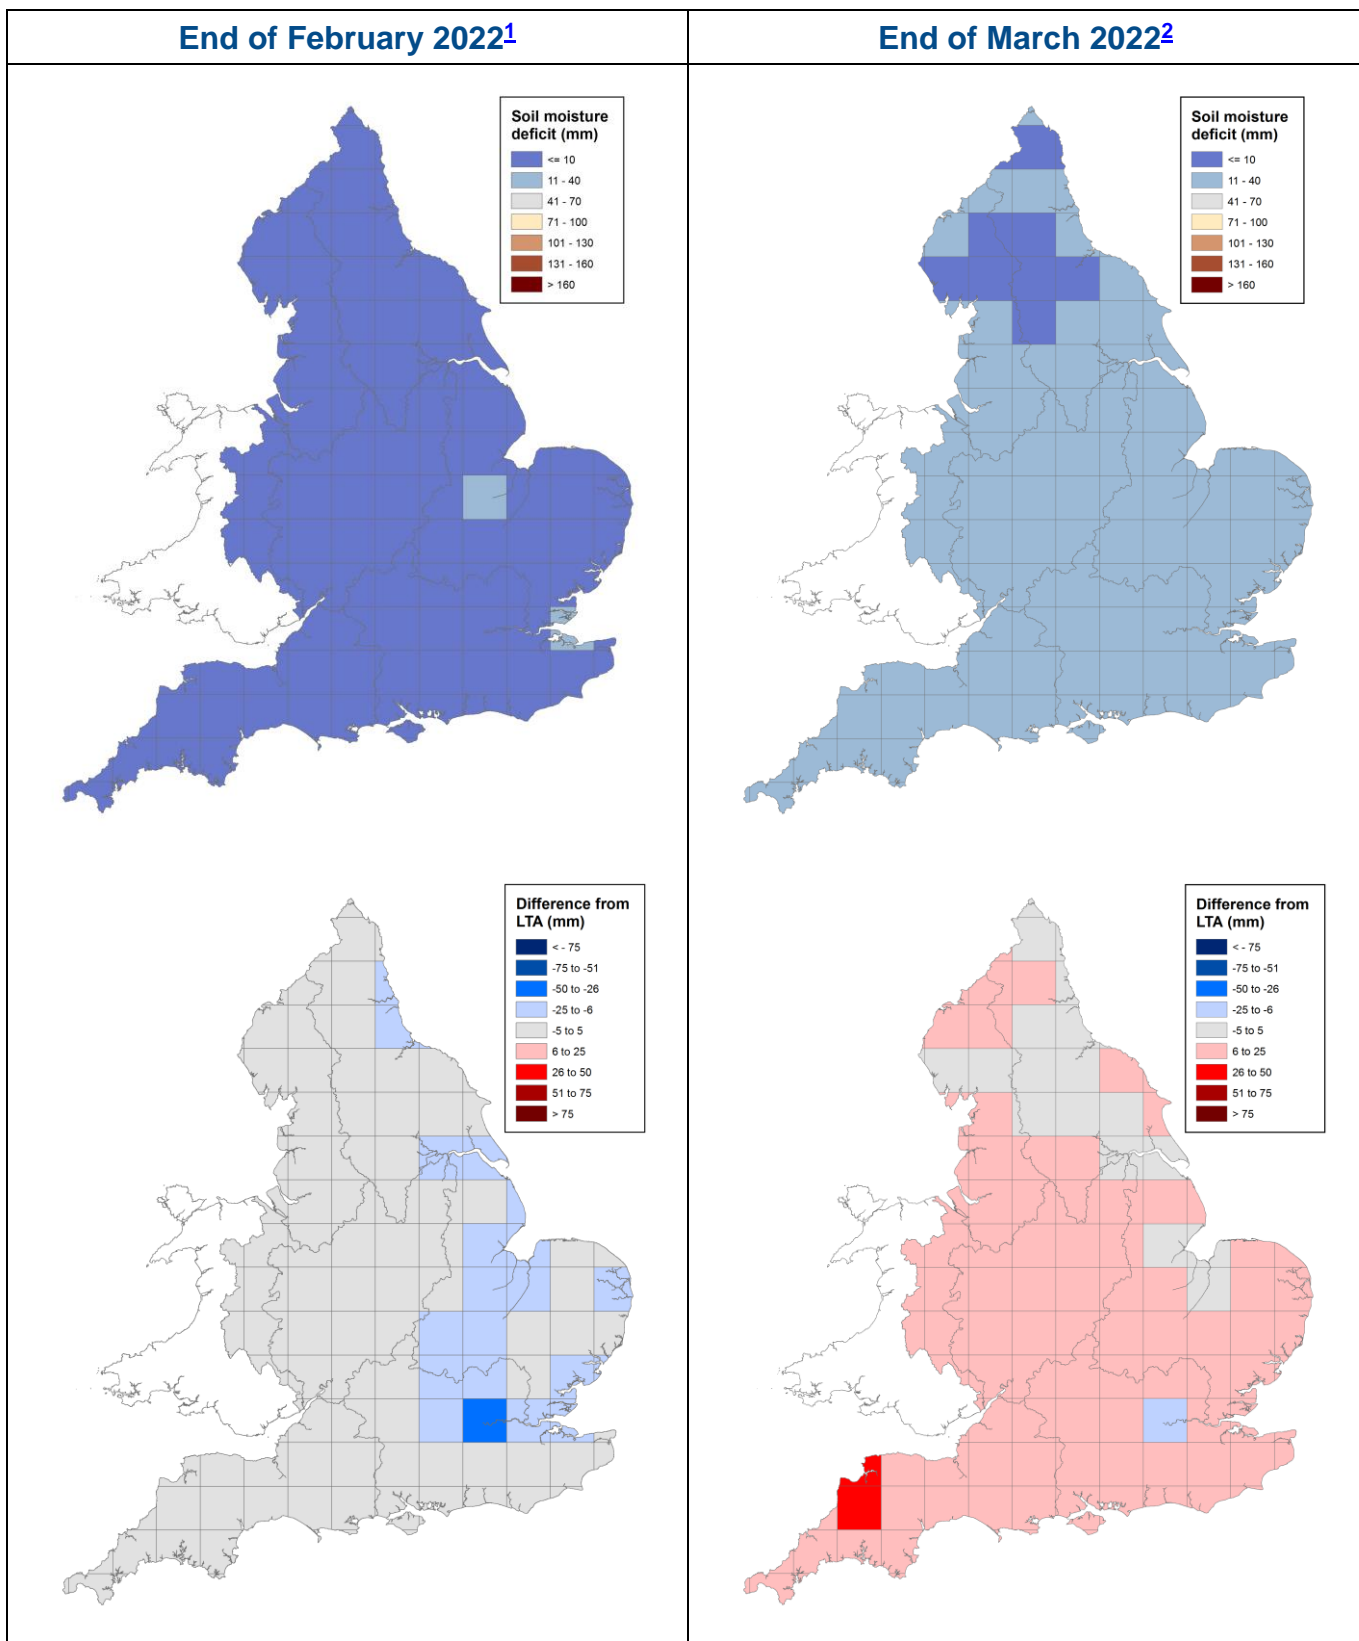 End of February 2022¹
End of March 2022²
Soil moisture
deficit (mm)
<= 10
11 - 40
41 - 70
71 - 100
101 - 130
131 - 160
> 160
Soil moisture
deficit (mm)
<= 10
11 - 40
41 - 70
71 - 100
101 - 130
131 - 160
> 160
Difference from
LTA (mm)
< - 75
-75 to -51
-50 to -26
-25 to -6
-5 to 5
6 to 25
26 to 50
51 to 75
> 75
Difference from
LTA (mm)
< - 75
-75 to -51
-50 to -26
-25 to -6
-5 to 5
6 to 25
26 to 50
51 to 75
> 75